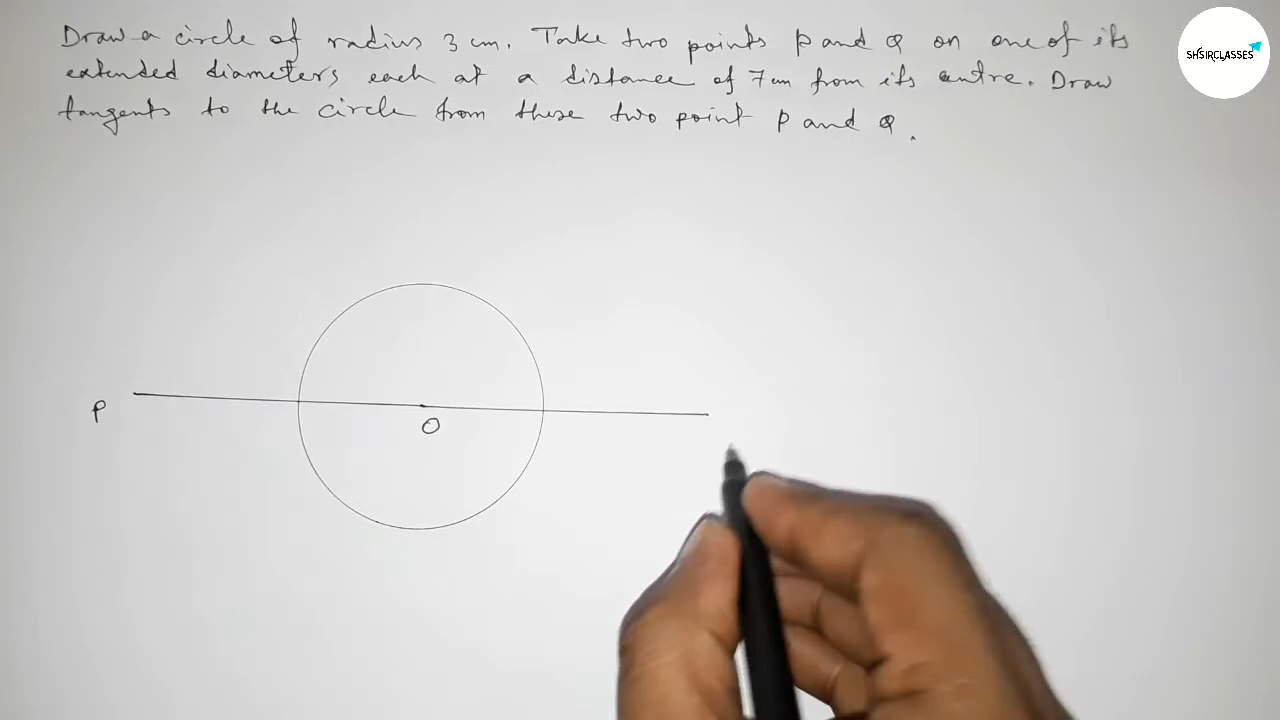 Draw a circle of radius 3 cm. Take two points P and Q on one of its
extended diameters each at a distance of 7 cm from its centre. Draw
tangents to the circle from these two point P and Q.
SHSIRCLASSES
P
O